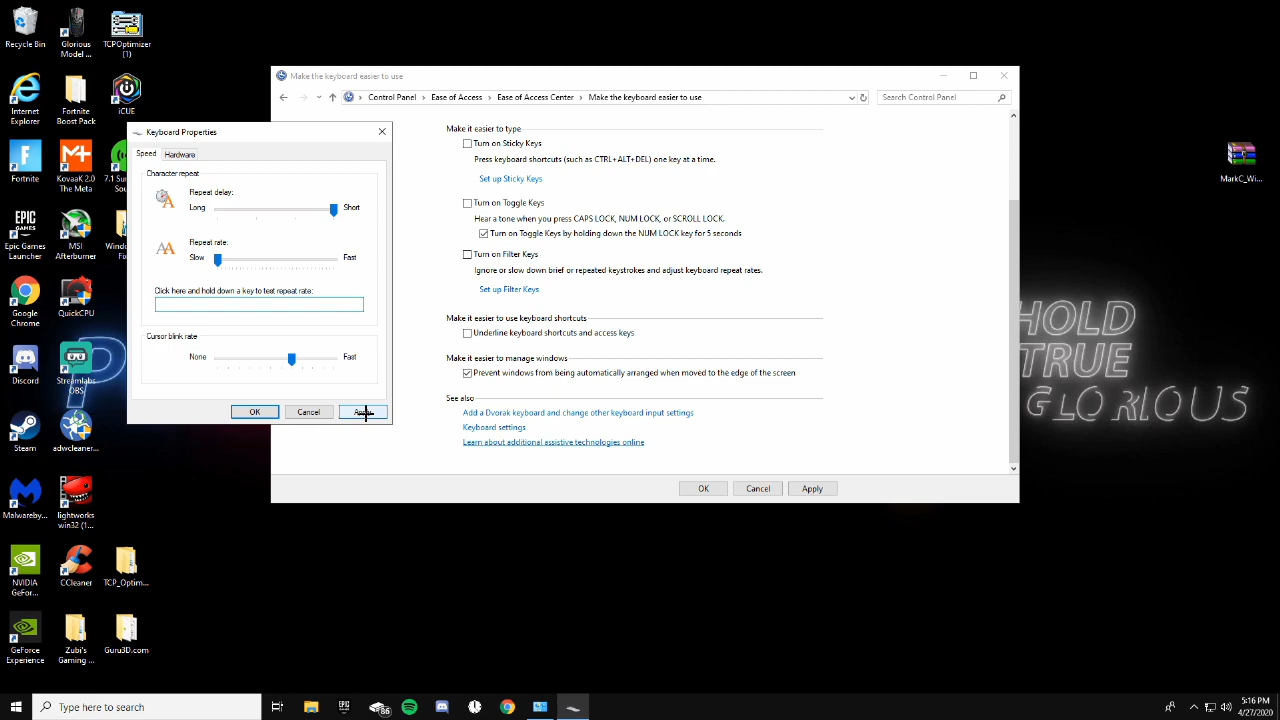 Recycle Bin
Glorious
Model ...
TCPOptimizer
(1)
Internet
Explorer
Fortnite
Boost Pack
iCUE
Fortnite
KovaaK 2.0
The Meta
Epic Games
Launcher
MSI
Afterburner
Google
Chrome
QuickCPU
Discord
Streamlabs
OBS
Steam
adwcleaner...
Malwareby...
lightworks
win32 (1...
NVIDIA
GeFor...
CCleaner
TCP_Optim...
GeForce
Experience
Zubi's
Gaming ...
Guru3D.com
MarkC_Wi...
Keyboard Properties
Speed
Hardware
Character repeat
Repeat delay:
Long
Short
Repeat rate:
Slow
Fast
Click here and hold down a key to test repeat rate:
Cursor blink rate
None
Fast
OK
Cancel
Make the keyboard easier to use
Control Panel > Ease of Access > Ease of Access Center > Make the keyboard easier to use
Search Control Panel
Make it easier to type
Turn on Sticky Keys
Press keyboard shortcuts (such as CTRL+ALT+DEL) one key at a time.
Set up Sticky Keys
Turn on Toggle Keys
Hear a tone when you press CAPS LOCK, NUM LOCK, or SCROLL LOCK.
Turn on Toggle Keys by holding down the NUM LOCK key for 5 seconds
Turn on Filter Keys
Ignore or slow down brief or repeated keystrokes and adjust keyboard repeat rates.
Set up Filter Keys
Make it easier to use keyboard shortcuts
Underline keyboard shortcuts and access keys
Make it easier to manage windows
Prevent windows from being automatically arranged when moved to the edge of the screen
See also
Add a Dvorak keyboard and change other keyboard input settings
Keyboard settings
Learn about additional assistive technologies online
OK
Cancel
Apply
HOLD
TRUE
GLORIOUS
Type here to search
5:16 PM
4/27/2020